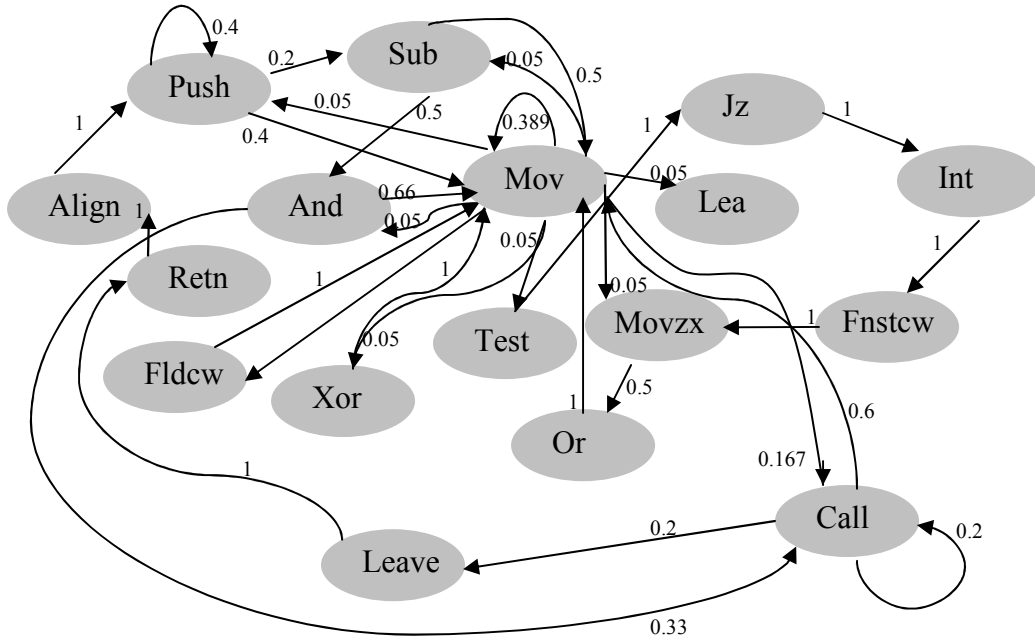 0.4
Sub
0.2
0.05
0.5
Push
0.05
0.5
Jz
1
1
0.4
0.389
1
Mov
0.05
Int
Align
1
And
0.66
0.05
Lea
0.05
1
Retn
1
1
0.05
Movzx
1
Fnstcw
Test
0.05
Fldcw
Xor
0.5
1
0.6
Or
0.167
1
Call
0.2
0.2
Leave
0.33